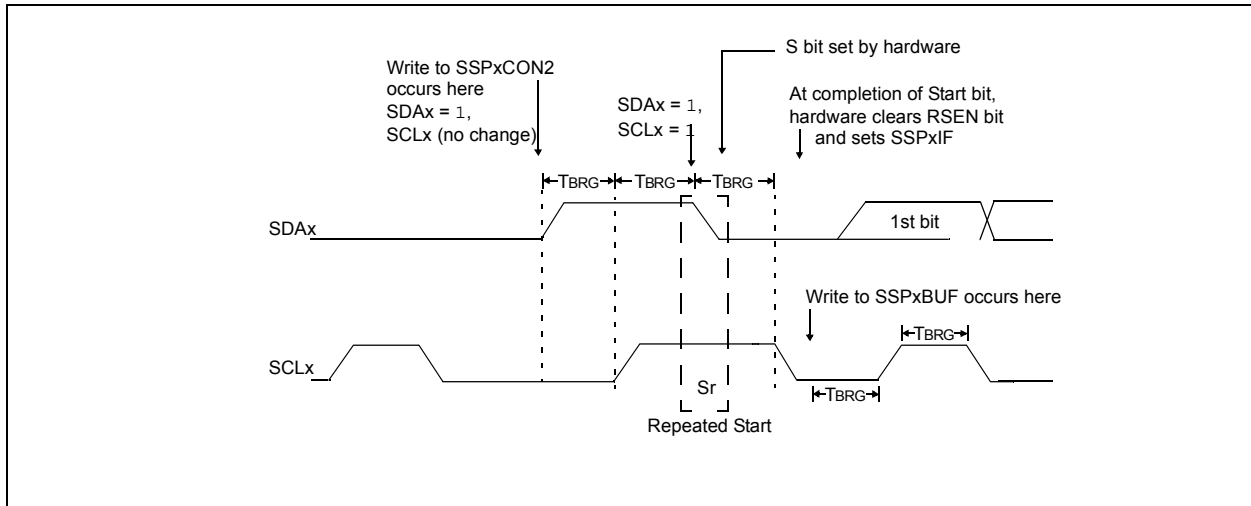 S bit set by hardware
Write to SSPxCON2
occurs here
SDAx = 1,
SCLx (no change)
SDAx = 1,
SCLx = 1
At completion of Start bit,
hardware clears RSEN bit
and sets SSPxIF
TBRG TBRG TBRG
SDAx
1st bit
Write to SSPxBUF occurs here
TBRG
SCLx
Sr
TBRG
Repeated Start